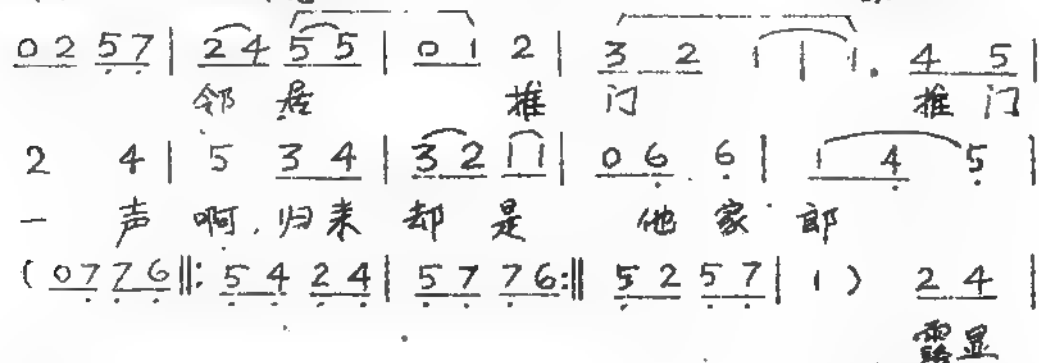 0 2 5 7 | 2 4 5 5 | 0 1 2 | 3 2 1 | 1. 4 5 |
邻居 推门 推门
2 4 | 5 3 4 | 3 2 1 1 | 0 6 6 | 1 4 5 |
一声啊,归来却是 他家郎
( 0 7 7 6 ‖: 5 4 2 4 | 5 7 7 6 :‖ 5 2 5 7 | 1 ) 2 4 |
露显